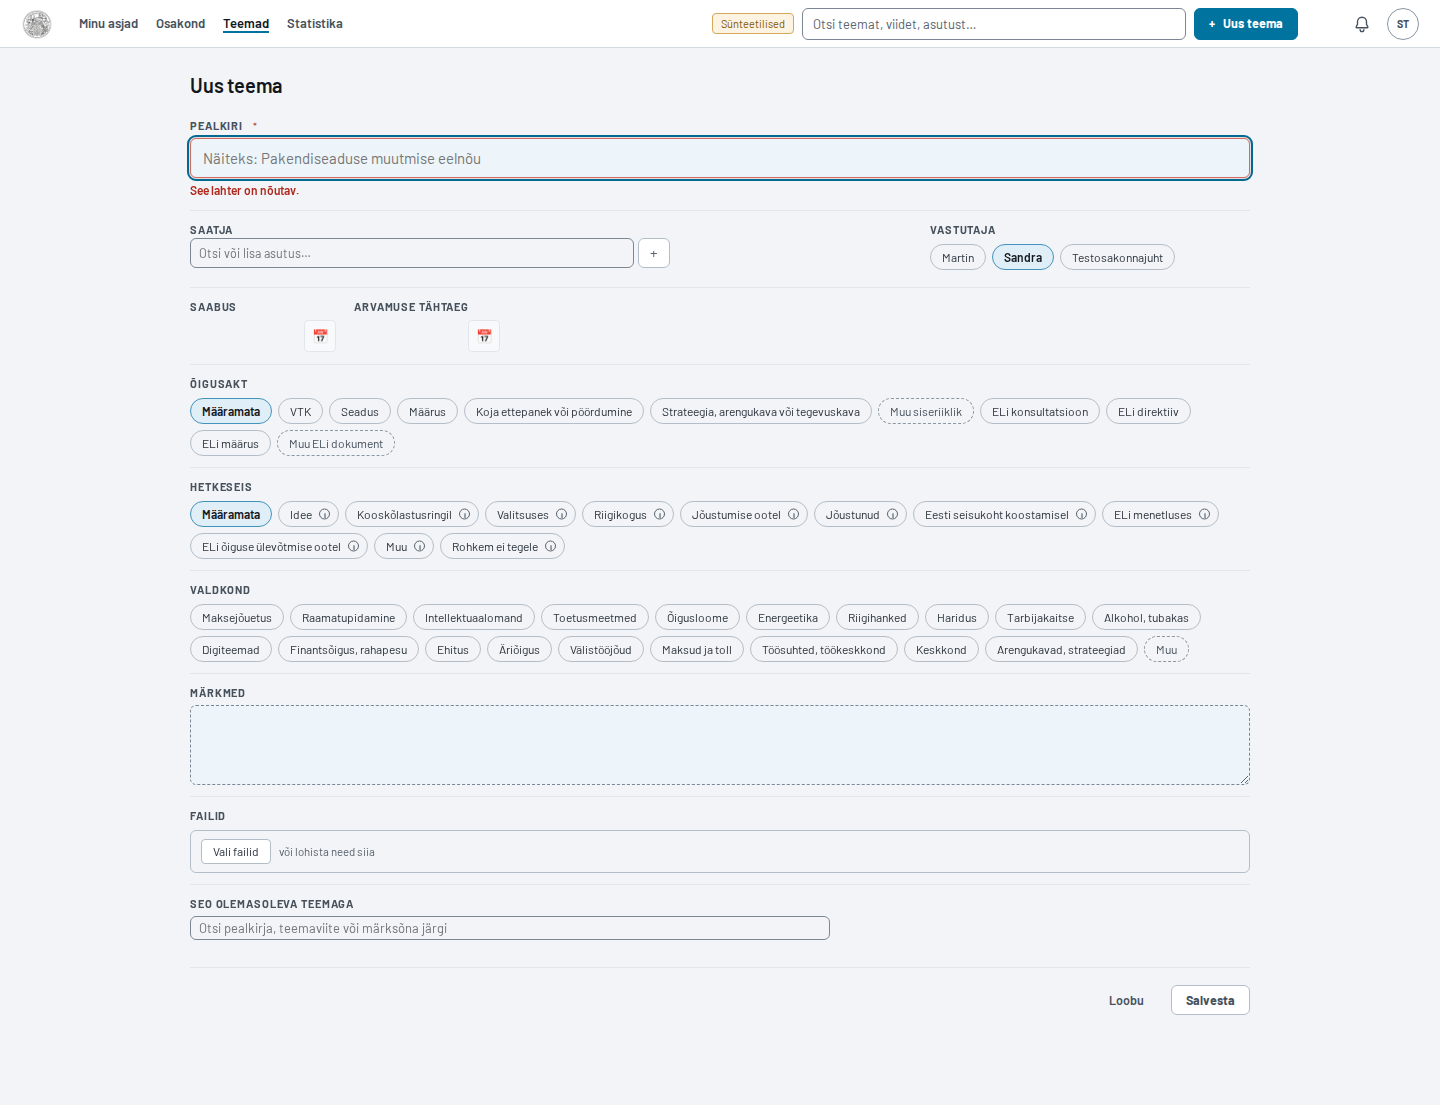 Minu asjad Osakond Teemad Statistika Sünteetilised Otsi teemat, viidet, asutust... + Uus teema ST
Uus teema
PEALKIRI *
Näiteks: Pakendiseaduse muutmise eelnõu
See lahter on nõutav.
SAATJA VASTUTAJA
Otsi või lisa asutus... + Martin Sandra Testosakonnajuht
SAABUS ARVAMUSE TÄHTAEG
ÕIGUSAKT
Määramata VTK Seadus Määrus Koja ettepanek või pöördumine Strateegia, arengukava või tegevuskava Muu siseriiklik ELi konsultatsioon ELi direktiiv
ELi määrus Muu ELi dokument
HETKESEIS
Määramata Idee Kooskõlastusringil Valitsuses Riigikogus Jõustumise ootel Jõustunud Eesti seisukoht koostamisel ELi menetluses
ELi õiguse ülevõtmise ootel Muu Rohkem ei tegele
VALDKOND
Maksejõuetus Raamatupidamine Intellektuaalomand Toetusmeetmed Õigusloome Energeetika Riigihanked Haridus Tarbijakaitse Alkohol, tubakas
Digiteemad Finantsõigus, rahapesu Ehitus Äriõigus Välistööjõud Maksud ja toll Töösuhted, töökeskkond Keskkond Arengukavad, strateegiad Muu
MÄRKMED
FAILID
Vali failid või lohista need siia
SEO OLEMASOLEVA TEEMAGA
Otsi pealkirja, teemaviite või märksõna järgi
Loobu Salvesta